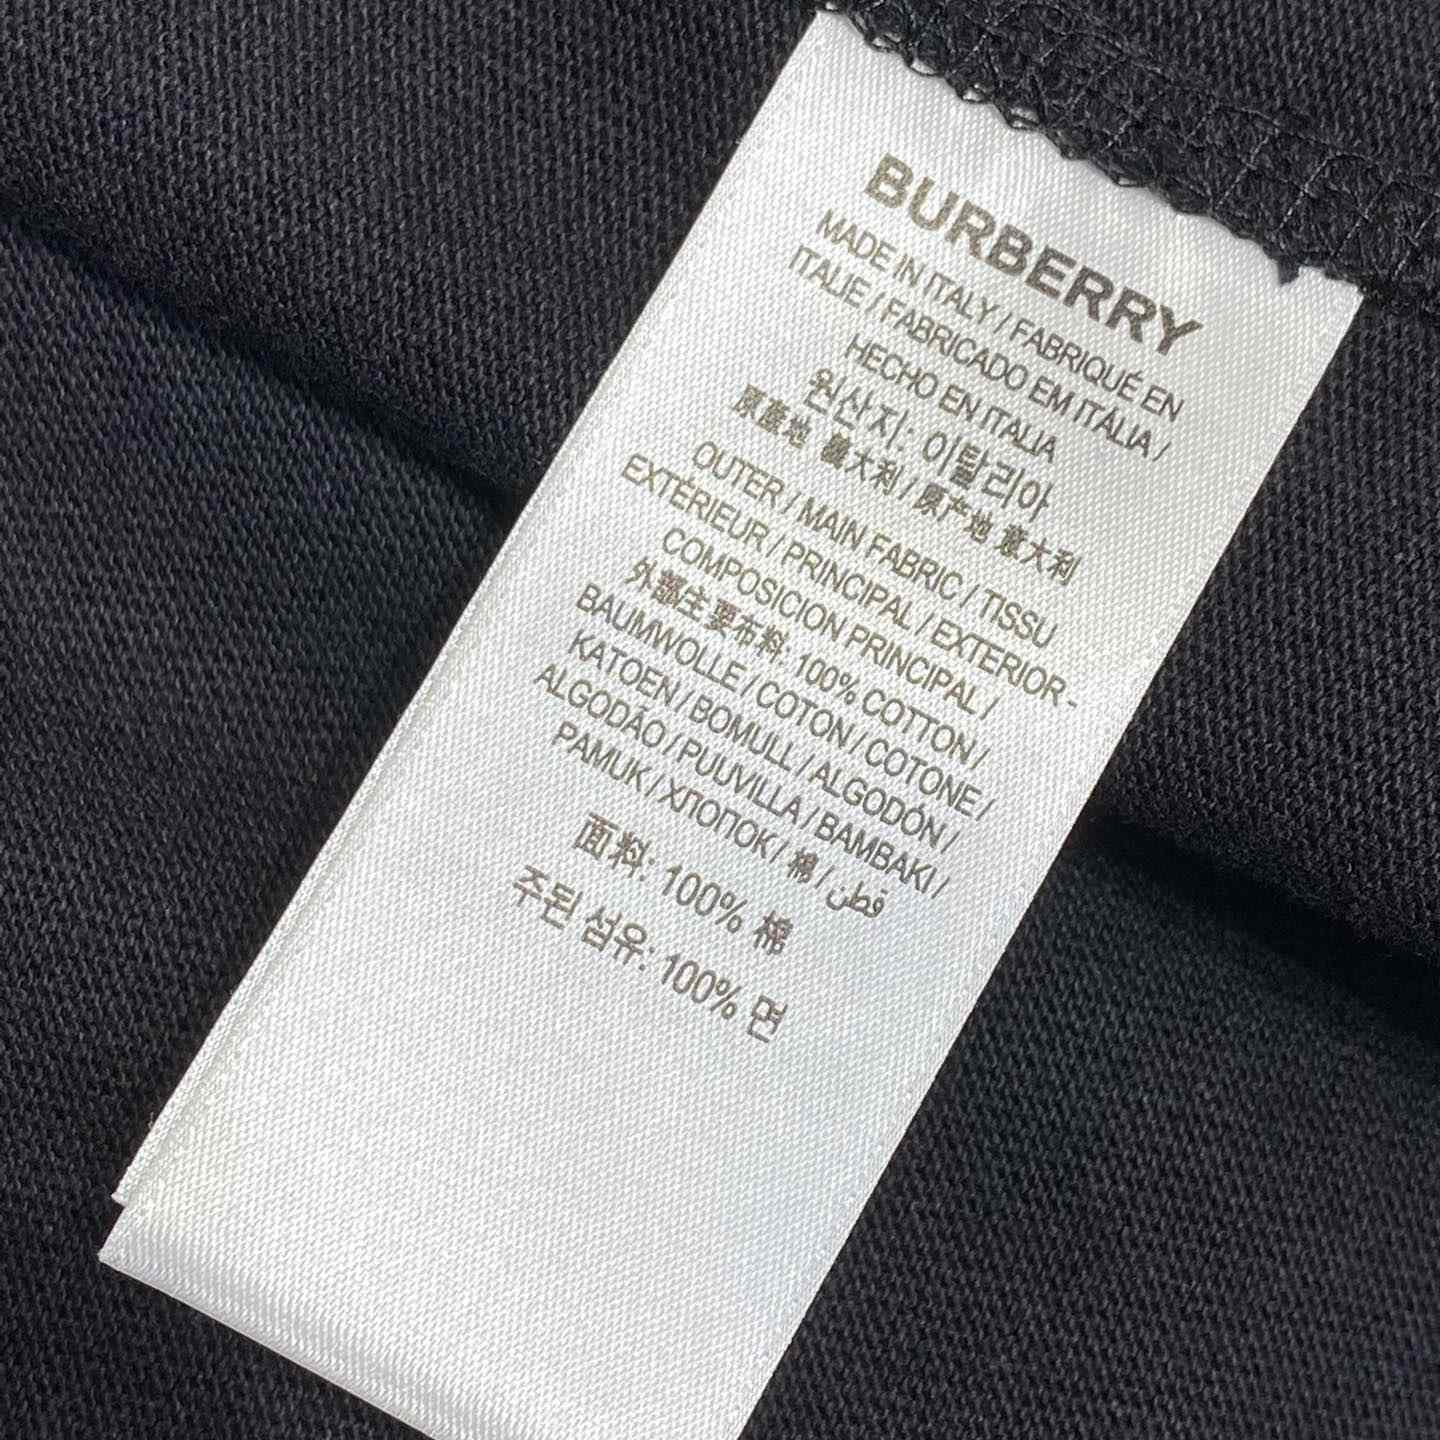 BURBERRY
MADE IN ITALY / FABRIQUÉ EN
ITALIE / FABRICADO EM ITÁLIA /
HECHO EN ITALIA
원산지: 이탈리아
原産地 義大利 / 原产地 意大利
OUTER / MAIN FABRIC / TISSU
EXTÉRIEUR / PRINCIPAL / EXTERIOR -
COMPOSICION PRINCIPAL /
外部主要布料: 100% COTTON /
BAUMWOLLE / COTON / COTONE /
KATOEN / BOMULL / ALGODÓN /
ALGODÃO / PUUVILLA / ΒΑΜΒΑΚΙ /
PAMUK / ХЛОПОК / 棉 / قطن
面料: 100% 棉
주된 섬유: 100% 면